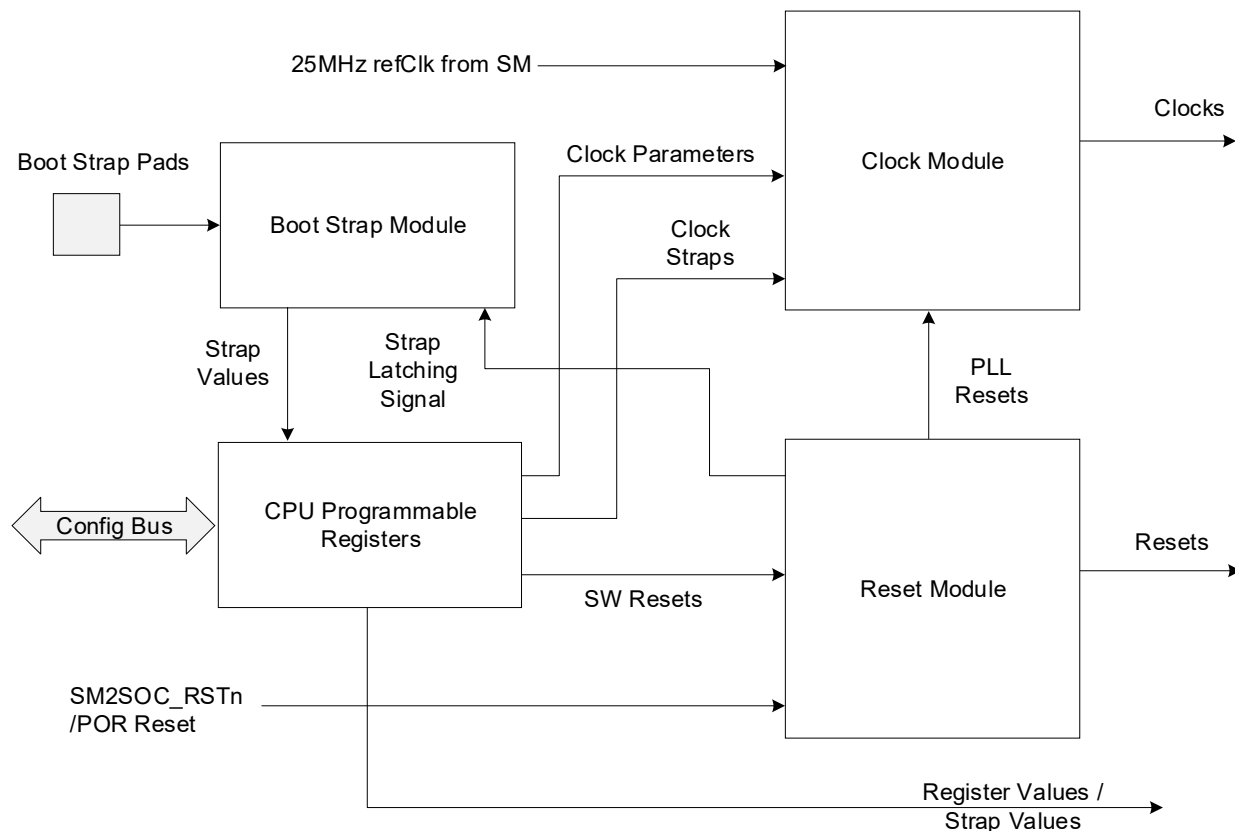 25MHz refClk from SM
Clocks
Boot Strap Pads
Clock Parameters
Clock Module
Boot Strap Module
Clock
Straps
Strap
Values
Strap
Latching
Signal
PLL
Resets
CPU Programmable
Registers
Config Bus
Resets
SW Resets
Reset Module
SM2SOC_RSTn
/POR Reset
Register Values /
Strap Values